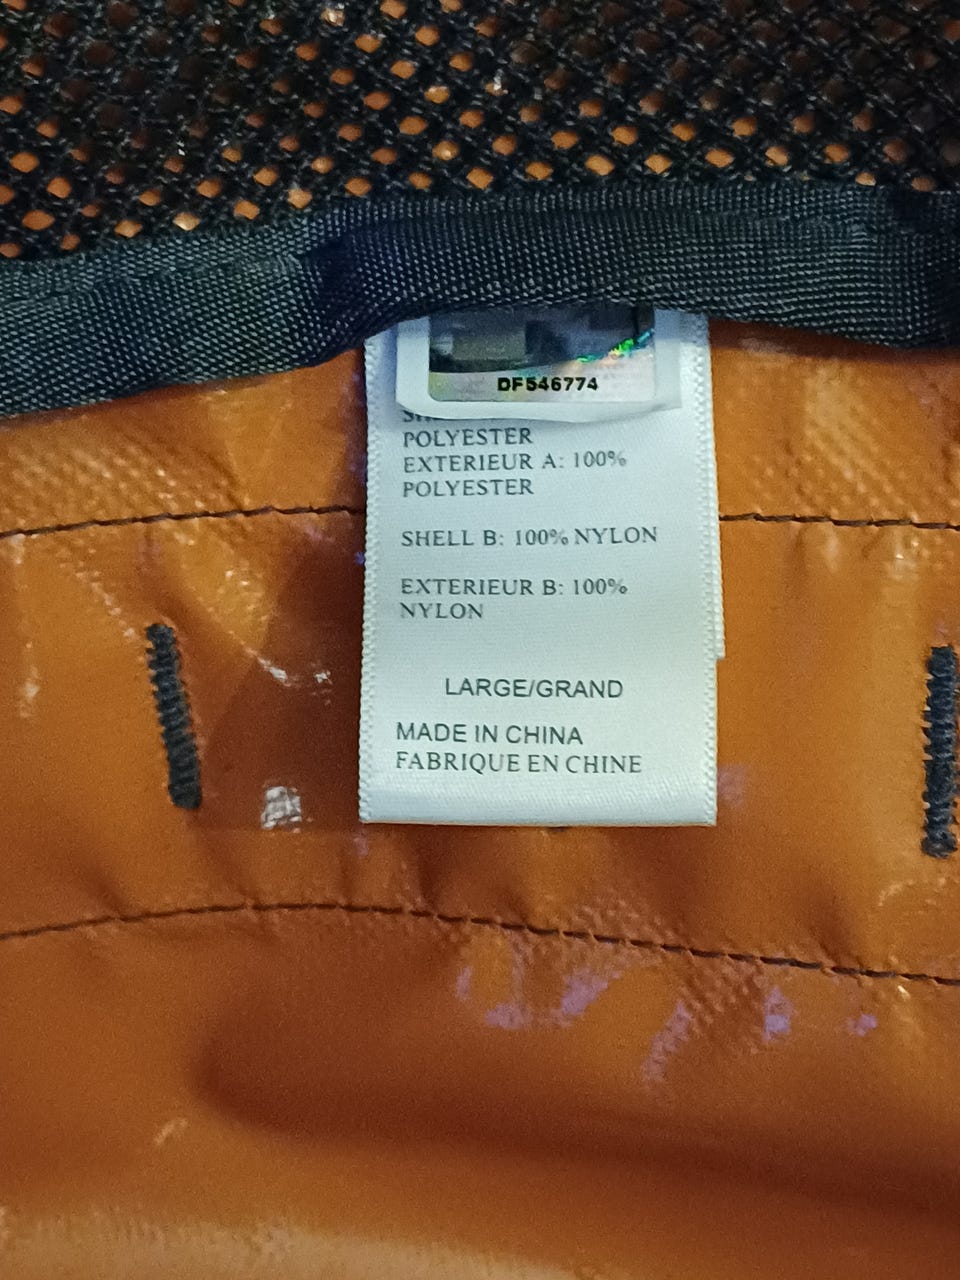 DF546774
POLYESTER
EXTERIEUR A: 100%
POLYESTER
SHELL B: 100% NYLON
EXTERIEUR B: 100%
NYLON
LARGE/GRAND
MADE IN CHINA
FABRIQUE EN CHINE